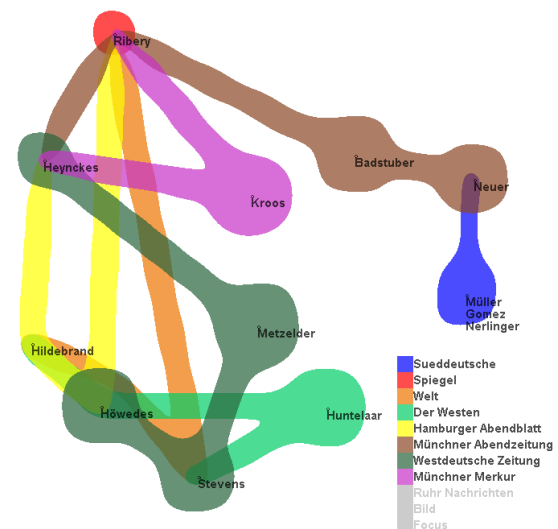 Ribery
Badstuber
Heynckes
Neuer
Kroos
Müller
Gomez
Nerlinger
Metzelder
Hildebrand
Höwedes
Huntelaar
Stevens
Sueddeutsche
Spiegel
Welt
Der Westen
Hamburger Abendblatt
Münchner Abendzeitung
Westdeutsche Zeitung
Münchner Merkur
Ruhr Nachrichten
Bild
Focus